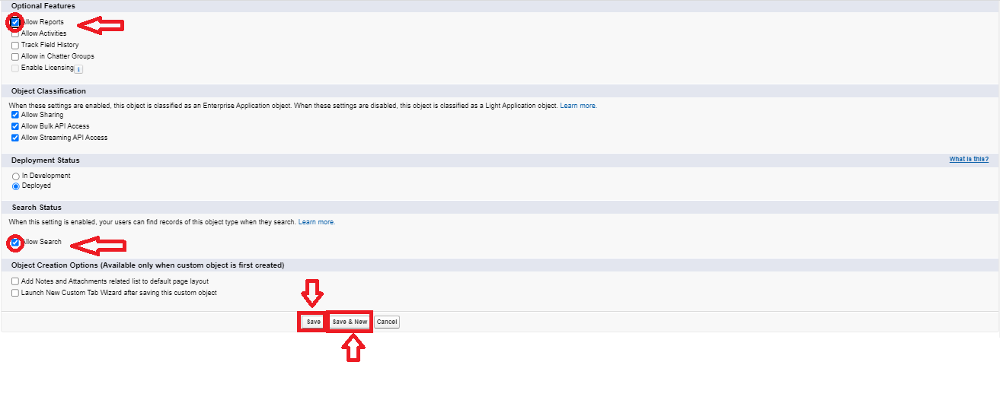 Optional Features
Allow Reports
Allow Activities
Track Field History
Allow in Chatter Groups
Enable Licensing i
Object Classification
When these settings are enabled, this object is classified as an Enterprise Application object. When these settings are disabled, this object is classified as a Light Application object. Learn more.
Allow Sharing
Allow Bulk API Access
Allow Streaming API Access
Deployment Status What is this?
In Development
Deployed
Search Status
When this setting is enabled, your users can find records of this object type when they search. Learn more.
Allow Search
Object Creation Options (Available only when custom object is first created)
Add Notes and Attachments related list to default page layout
Launch New Custom Tab Wizard after saving this custom object
Save Save & New Cancel